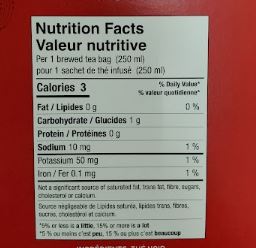 Nutrition Facts
Valeur nutritive
Per 1 brewed tea bag (250 ml)
pour 1 sachet de thé infusé (250 ml)
Calories 3
% Daily Value*
% valeur quotidienne*
Fat / Lipides 0 g 0 %
Carbohydrate / Glucides 1 g
Protein / Protéines 0 g
Sodium 10 mg 1 %
Potassium 50 mg 1 %
Iron / Fer 0.1 mg 1 %
Not a significant source of saturated fat, trans fat, fibre, sugars,
cholesterol or calcium.
Source négligeable de Lipides saturés, lipides trans, fibres,
sucres, cholestérol et calcium.
*5% or less is a little, 15% or more is a lot
*5 % ou moins c'est peu, 15 % ou plus c'est beaucoup